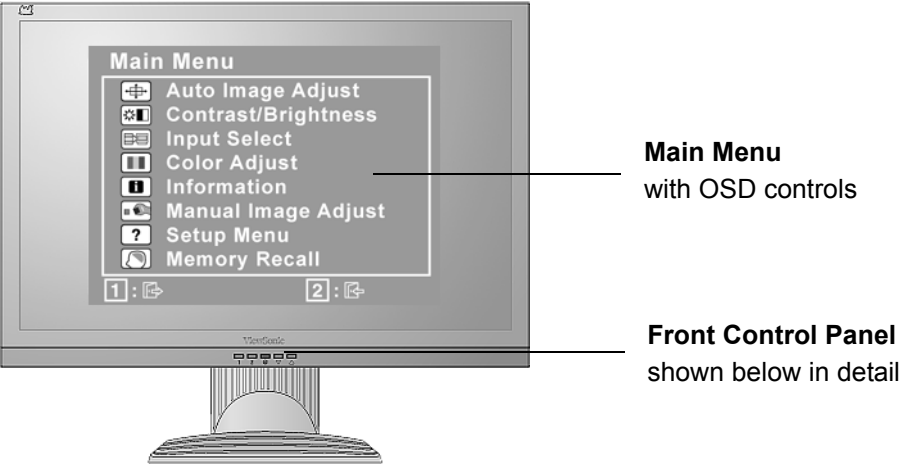 Main Menu
Auto Image Adjust
Contrast/Brightness
Input Select
Color Adjust
Information
Manual Image Adjust
? Setup Menu
Memory Recall
1 : 2 :
Main Menu
with OSD controls
ViewSonic
Front Control Panel
shown below in detail